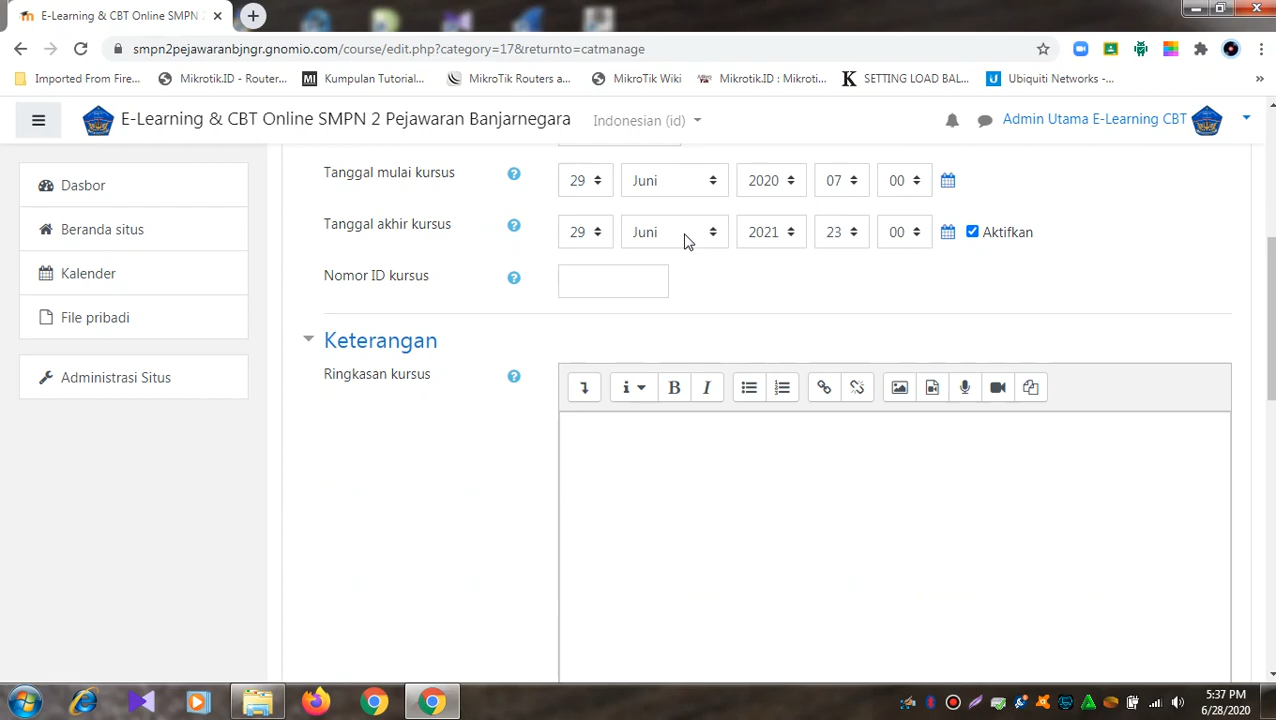 E-Learning & CBT Online SMPN 2
smpn2pejawaranbjngr.gnomio.com/course/edit.php?category=17&returnto=catmanage
Imported From Fire...
Mikrotik.ID - Router...
MI
Kumpulan Tutorial...
MikroTik Routers a...
MikroTik Wiki
Mikrotik.ID : Mikroti...
K
SETTING LOAD BAL...
U
Ubiquiti Networks -...
»
E-Learning & CBT Online SMPN 2 Pejawaran Banjarnegara
Indonesian (id)
Admin Utama E-Learning CBT
Dasbor
Beranda situs
Kalender
File pribadi
Administrasi Situs
Tanggal mulai kursus
29
Juni
2020
07
00
Tanggal akhir kursus
29
Juni
2021
23
00
Aktifkan
Nomor ID kursus
Keterangan
Ringkasan kursus
B
I
5:37 PM
6/28/2020